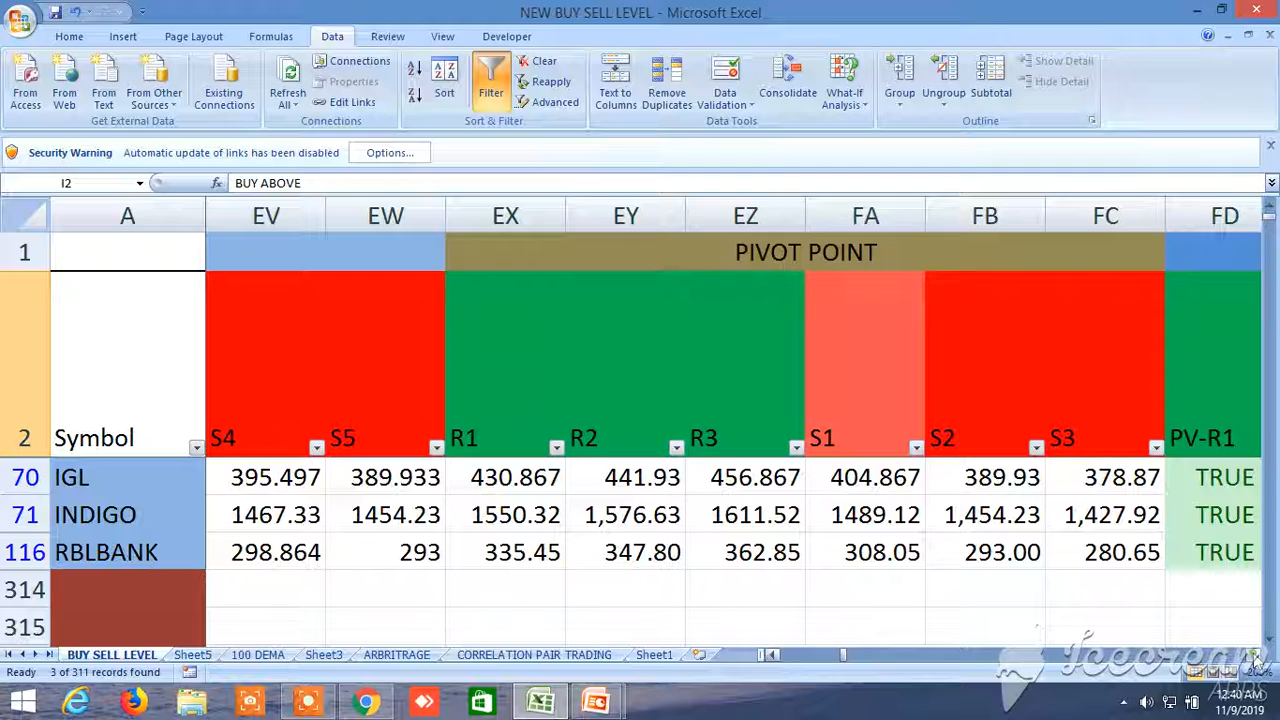 NEW BUY SELL LEVEL - Microsoft Excel
Home Insert Page Layout Formulas Data Review View Developer
From Access From Web From Text From Other Sources Existing Connections
Get External Data
Refresh All Connections Properties Edit Links
Connections
Sort Filter Clear Reapply Advanced
Sort & Filter
Text to Columns Remove Duplicates Data Validation Consolidate What-If Analysis
Data Tools
Group Ungroup Subtotal Show Detail Hide Detail
Outline
Security Warning Automatic update of links has been disabled Options...
I2 fx BUY ABOVE
A EV EW EX EY EZ FA FB FC FD
1 PIVOT POINT
2 Symbol S4 S5 R1 R2 R3 S1 S2 S3 PV-R1
70 IGL 395.497 389.933 430.867 441.93 456.867 404.867 389.93 378.87 TRUE
71 INDIGO 1467.33 1454.23 1550.32 1,576.63 1611.52 1489.12 1,454.23 1,427.92 TRUE
116 RBLBANK 298.864 293 335.45 347.80 362.85 308.05 293.00 280.65 TRUE
314
315
BUY SELL LEVEL Sheet5 100 DEMA Sheet3 ARBRITRAGE CORRELATION PAIR TRADING Sheet1
Ready 3 of 311 records found
Icecream
APPS
12:40 AM
11/9/2019